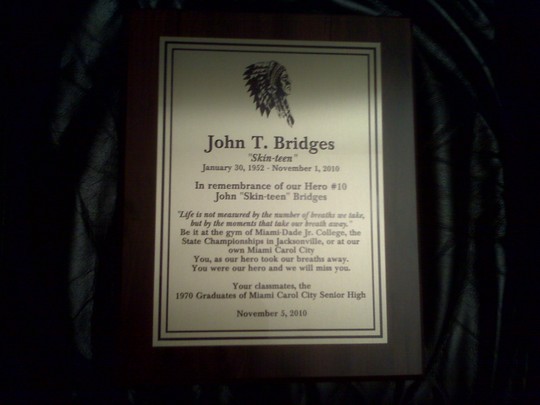 John T. Bridges
"Skin-teen"
January 30, 1952 - November 1, 2010
In remembrance of our Hero #10
John "Skin-teen" Bridges
"Life is not measured by the number of breaths we take,
but by the moments that take our breath away."
Be it at the gym of Miami-Dade Jr. College, the
State Championships in Jacksonville, or at our
own Miami Carol City
You, as our hero took our breaths away.
You were our hero and we will miss you.
Your classmates, the
1970 Graduates of Miami Carol City Senior High
November 5, 2010